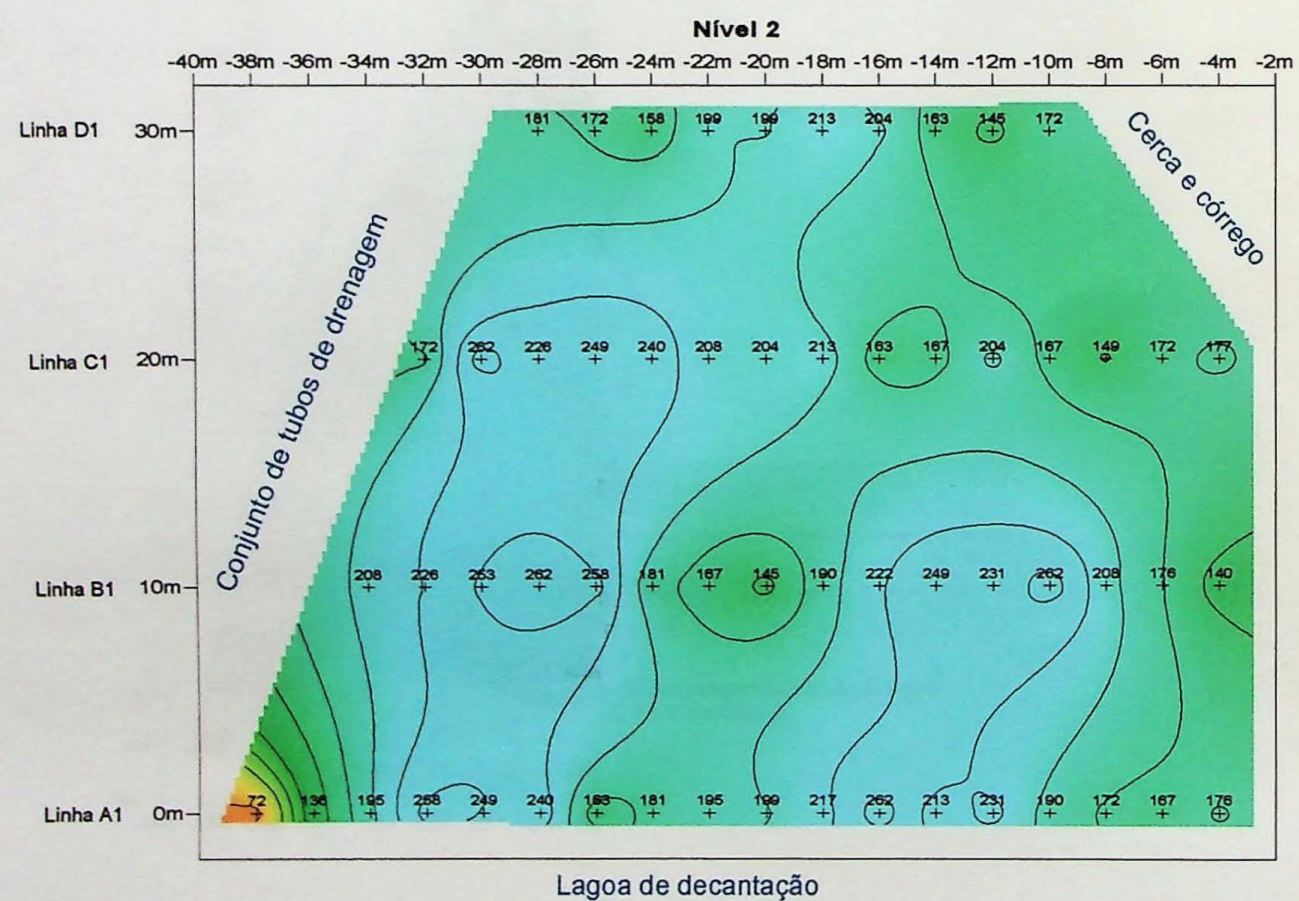 Nível 2
-40m -38m -36m -34m -32m -30m -28m -26m -24m -22m -20m -18m -16m -14m -12m -10m -8m -6m -4m -2m
Linha D1 30m
181 172 158 199 199 213 204 163 145 172
Cerca e córrego
Conjunto de tubos de drenagem
Linha C1 20m
172 262 226 249 240 208 204 213 163 167 204 167 149 172 177
Linha B1 10m
208 226 253 262 258 181 167 145 190 222 249 231 262 208 176 140
Linha A1 0m
72 136 195 258 249 240 163 181 195 199 217 262 213 231 190 172 167 176
Lagoa de decantação